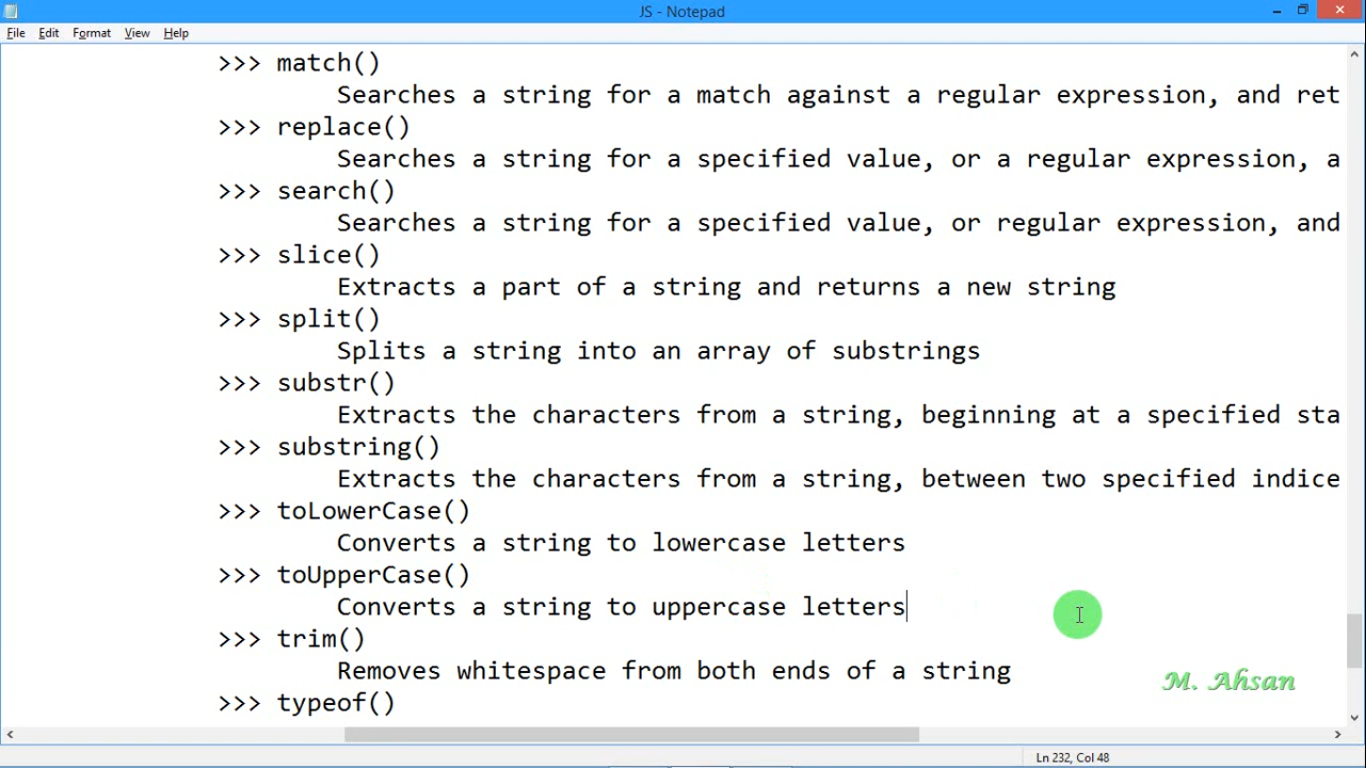 JS - Notepad
File Edit Format View Help
>>> match()
Searches a string for a match against a regular expression, and ret
>>> replace()
Searches a string for a specified value, or a regular expression, a
>>> search()
Searches a string for a specified value, or regular expression, and
>>> slice()
Extracts a part of a string and returns a new string
>>> split()
Splits a string into an array of substrings
>>> substr()
Extracts the characters from a string, beginning at a specified sta
>>> substring()
Extracts the characters from a string, between two specified indice
>>> toLowerCase()
Converts a string to lowercase letters
>>> toUpperCase()
Converts a string to uppercase letters
>>> trim()
Removes whitespace from both ends of a string
M. Ahsan
>>> typeof()
Ln 232, Col 48